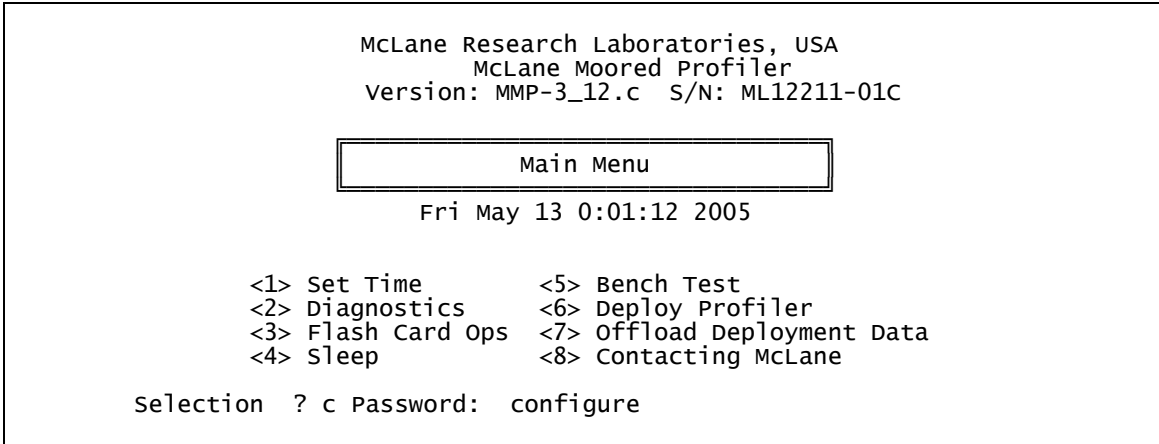 McLane Research Laboratories, USA
McLane Moored Profiler
Version: MMP-3_12.c S/N: ML12211-01C
Main Menu
Fri May 13 0:01:12 2005
<1> Set Time <5> Bench Test
<2> Diagnostics <6> Deploy Profiler
<3> Flash Card Ops <7> Offload Deployment Data
<4> Sleep <8> Contacting McLane
Selection ? c Password: configure